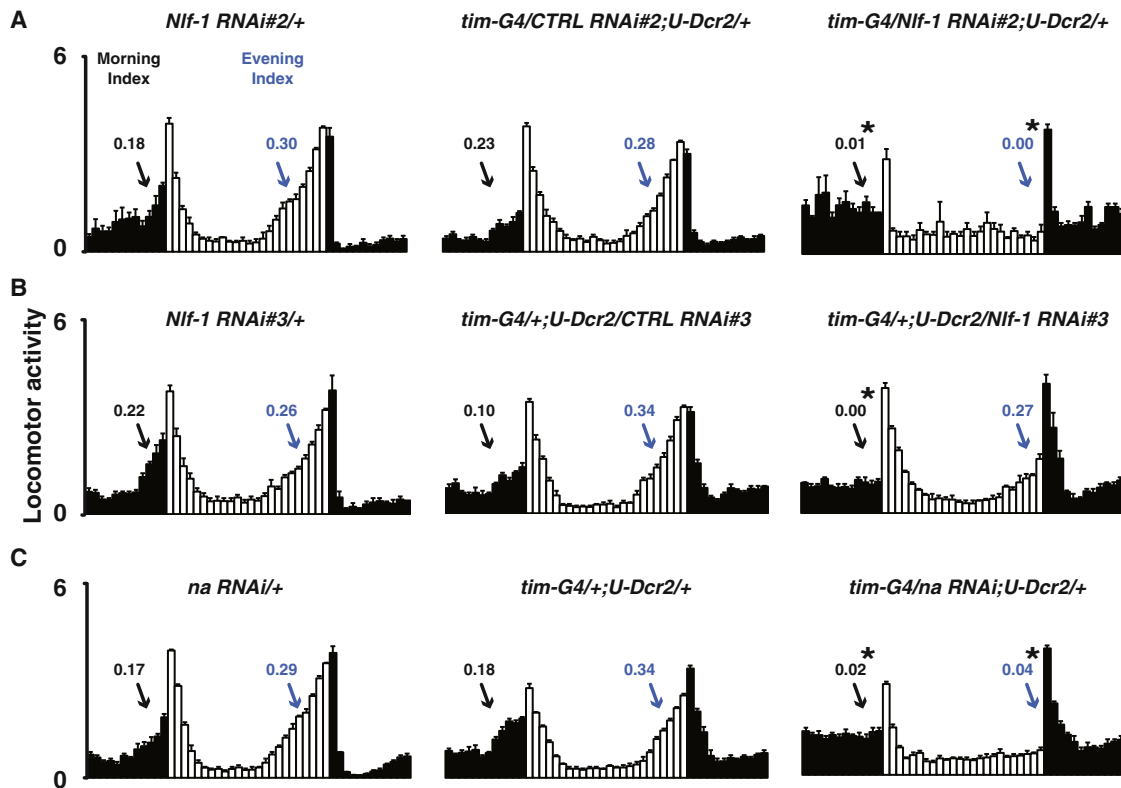 A
Nlf-1 RNAi#2/+
tim-G4/CTRL RNAi#2;U-Dcr2/+
tim-G4/Nlf-1 RNAi#2;U-Dcr2/+
6
Morning
Index
Evening
Index
0.18
0.30
0.23
0.28
*
0.01
*
0.00
0
B
Nlf-1 RNAi#3/+
tim-G4/+;U-Dcr2/CTRL RNAi#3
tim-G4/+;U-Dcr2/Nlf-1 RNAi#3
Locomotor activity
6
0.22
0.26
0.10
0.34
*
0.00
0.27
0
C
na RNAi/+
tim-G4/+;U-Dcr2/+
tim-G4/na RNAi;U-Dcr2/+
6
0.17
0.29
0.18
0.34
*
0.02
*
0.04
0